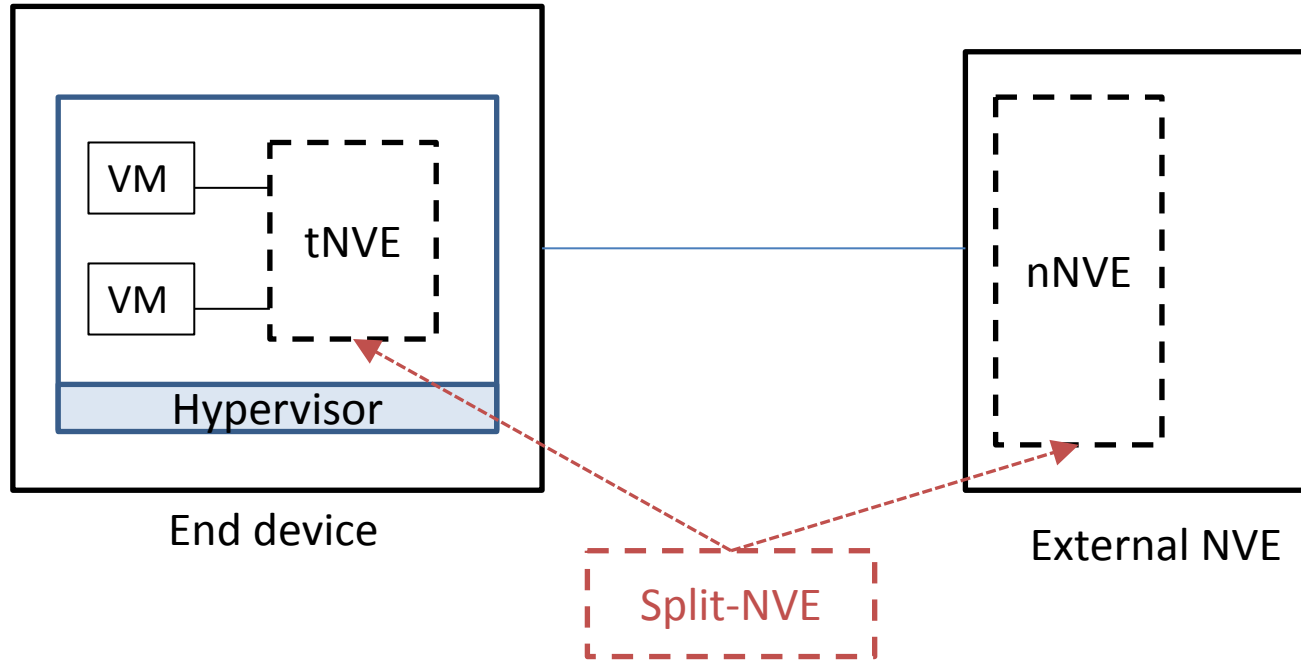 VM
tNVE
VM
Hypervisor
End device
nNVE
External NVE
Split-NVE